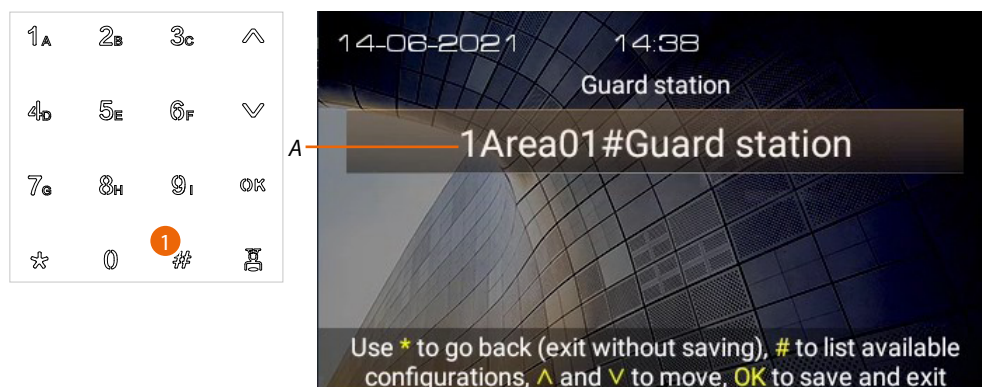 1A 2B 3C ^
4D 5E 6F ∨
7G 8H 9I OK
* 0 #
1
A
14-06-2021 14:38
Guard station
1Area01#Guard station
Use * to go back (exit without saving), # to list available
configurations, ^ and ∨ to move, OK to save and exit